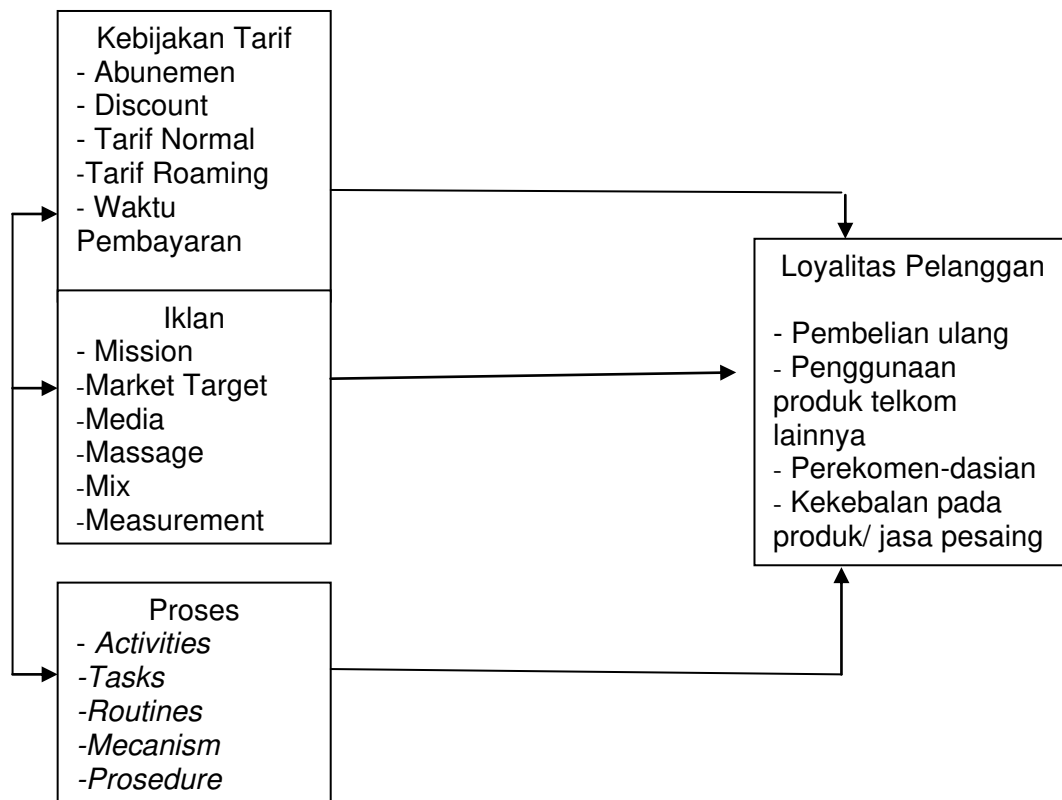 Kebijakan Tarif
- Abunemen
- Discount
- Tarif Normal
-Tarif Roaming
- Waktu
Pembayaran
Iklan
- Mission
-Market Target
-Media
-Massage
-Mix
-Measurement
Proses
- Activities
-Tasks
-Routines
-Mecanism
-Prosedure
Loyalitas Pelanggan
- Pembelian ulang
- Penggunaan
produk telkom
lainnya
- Perekomen-dasian
- Kekebalan pada
produk/ jasa pesaing